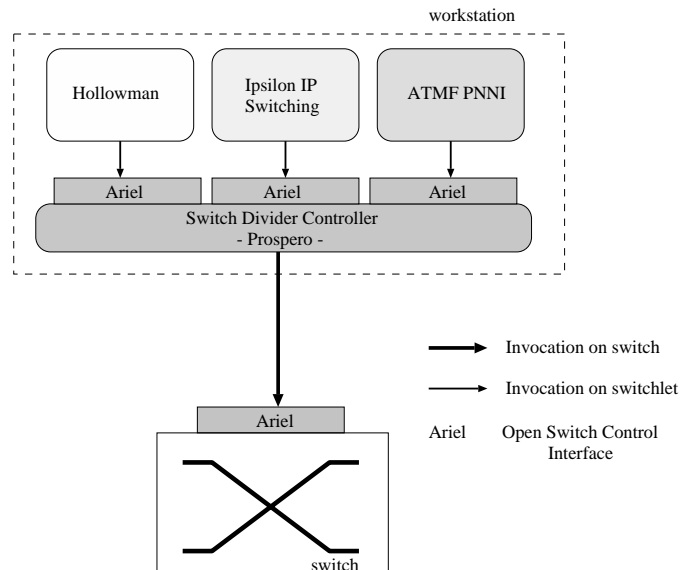 workstation
Hollowman
Ipsilon IP
Switching
ATMF PNNI
Ariel
Ariel
Ariel
Switch Divider Controller
- Prospero -
Invocation on switch
Invocation on switchlet
Ariel
Ariel Open Switch Control
Interface
switch